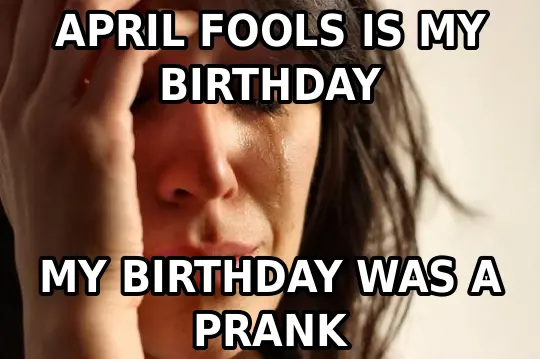 APRIL FOOLS IS MY
BIRTHDAY
MY BIRTHDAY WAS A
PRANK